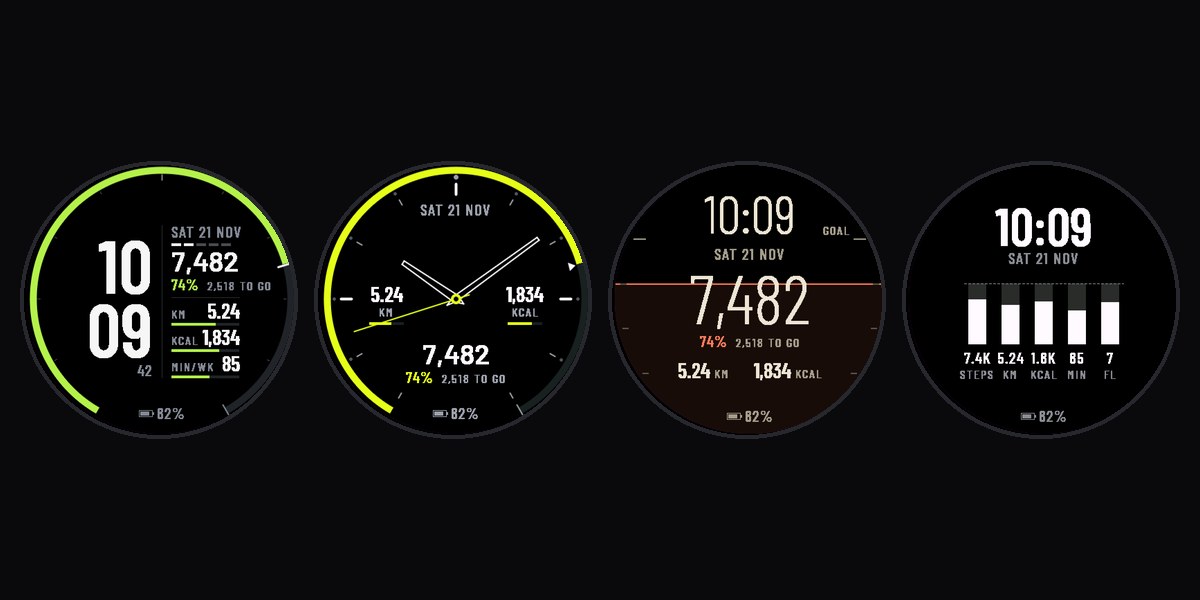 10
09
42
SAT 21 NOV
7,482
74% 2,518 TO GO
KM 5.24
KCAL 1,834
MIN/WK 85
82%
SAT 21 NOV
5.24
KM
1,834
KCAL
7,482
74% 2,518 TO GO
82%
10:09
GOAL
SAT 21 NOV
7,482
74% 2,518 TO GO
5.24 KM 1,834 KCAL
82%
10:09
SAT 21 NOV
7.4K 5.24 1.8K 85 7
STEPS KM KCAL MIN FL
82%